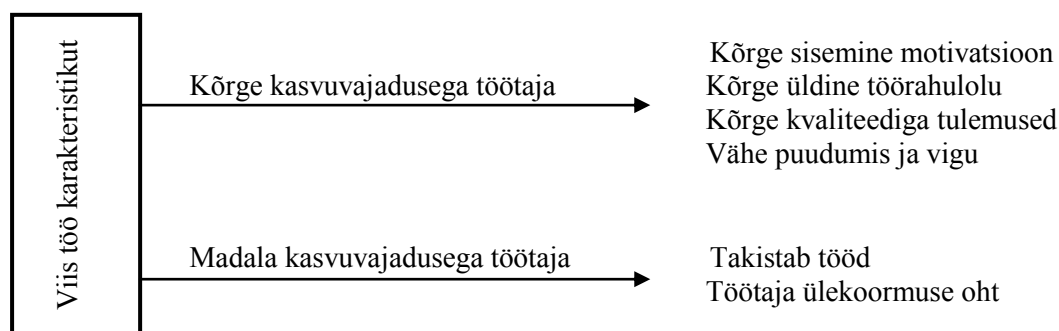 Viis töö karakteristikut
Kõrge kasvuvajadusega töötaja
Kõrge sisemine motivatsioon
Kõrge üldine töörahulolu
Kõrge kvaliteediga tulemused
Vähe puudumis ja vigu
Madala kasvuvajadusega töötaja
Takistab tööd
Töötaja ülekoormuse oht